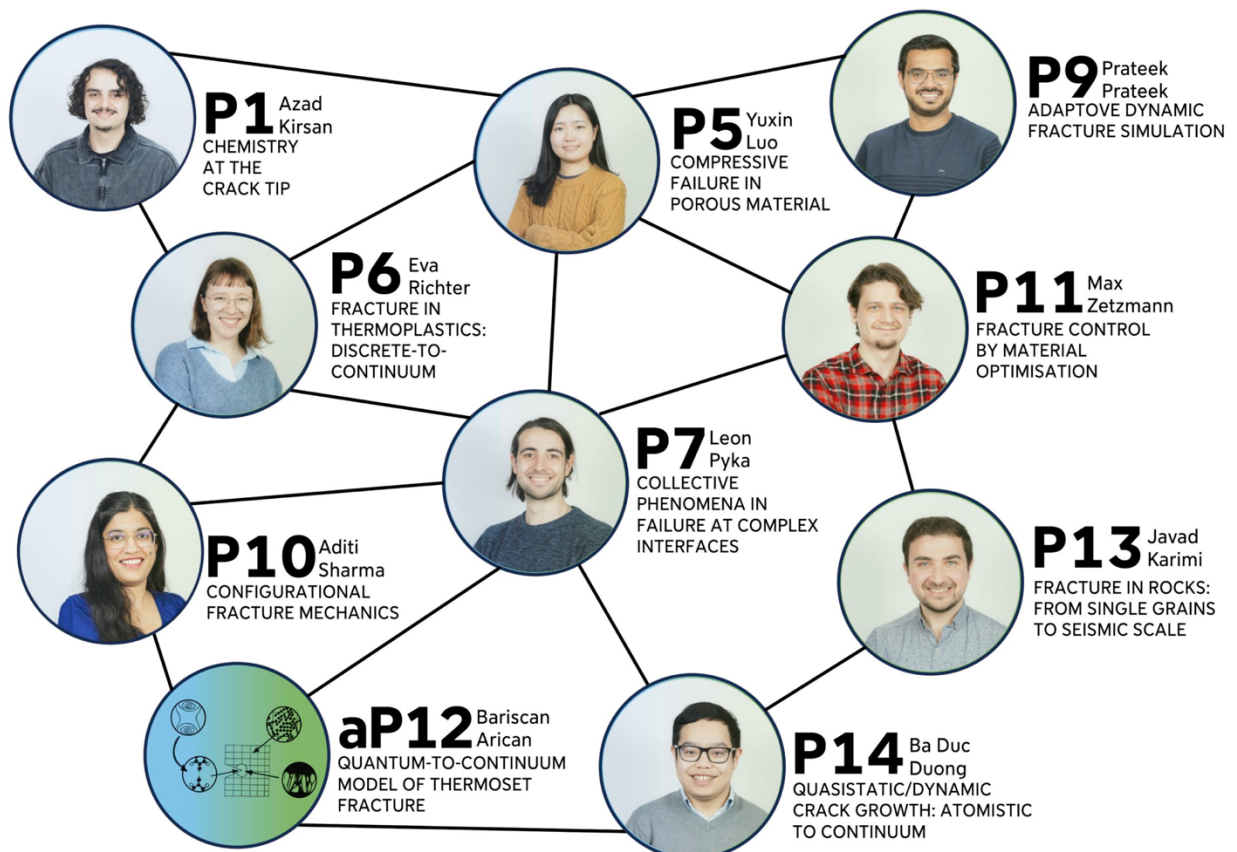 P1 Azad
Kirsan
CHEMISTRY
AT THE
CRACK TIP
P5 Yuxin
Luo
COMPRESSIVE
FAILURE IN
POROUS MATERIAL
P9 Prateek
Prateek
ADAPTOVE DYNAMIC
FRACTURE SIMULATION
P6 Eva
Richter
FRACTURE IN
THERMOPLASTICS:
DISCRETE-TO-
CONTINUUM
P11 Max
Zetzmann
FRACTURE CONTROL
BY MATERIAL
OPTIMISATION
P7 Leon
Pyka
COLLECTIVE
PHENOMENA IN
FAILURE AT COMPLEX
INTERFACES
P10 Aditi
Sharma
CONFIGURATIONAL
FRACTURE MECHANICS
P13 Javad
Karimi
FRACTURE IN ROCKS:
FROM SINGLE GRAINS
TO SEISMIC SCALE
aP12 Bariscan
Arican
QUANTUM-TO-CONTINUUM
MODEL OF THERMOSET
FRACTURE
P14 Ba Duc
Duong
QUASISTATIC/DYNAMIC
CRACK GROWTH: ATOMISTIC
TO CONTINUUM